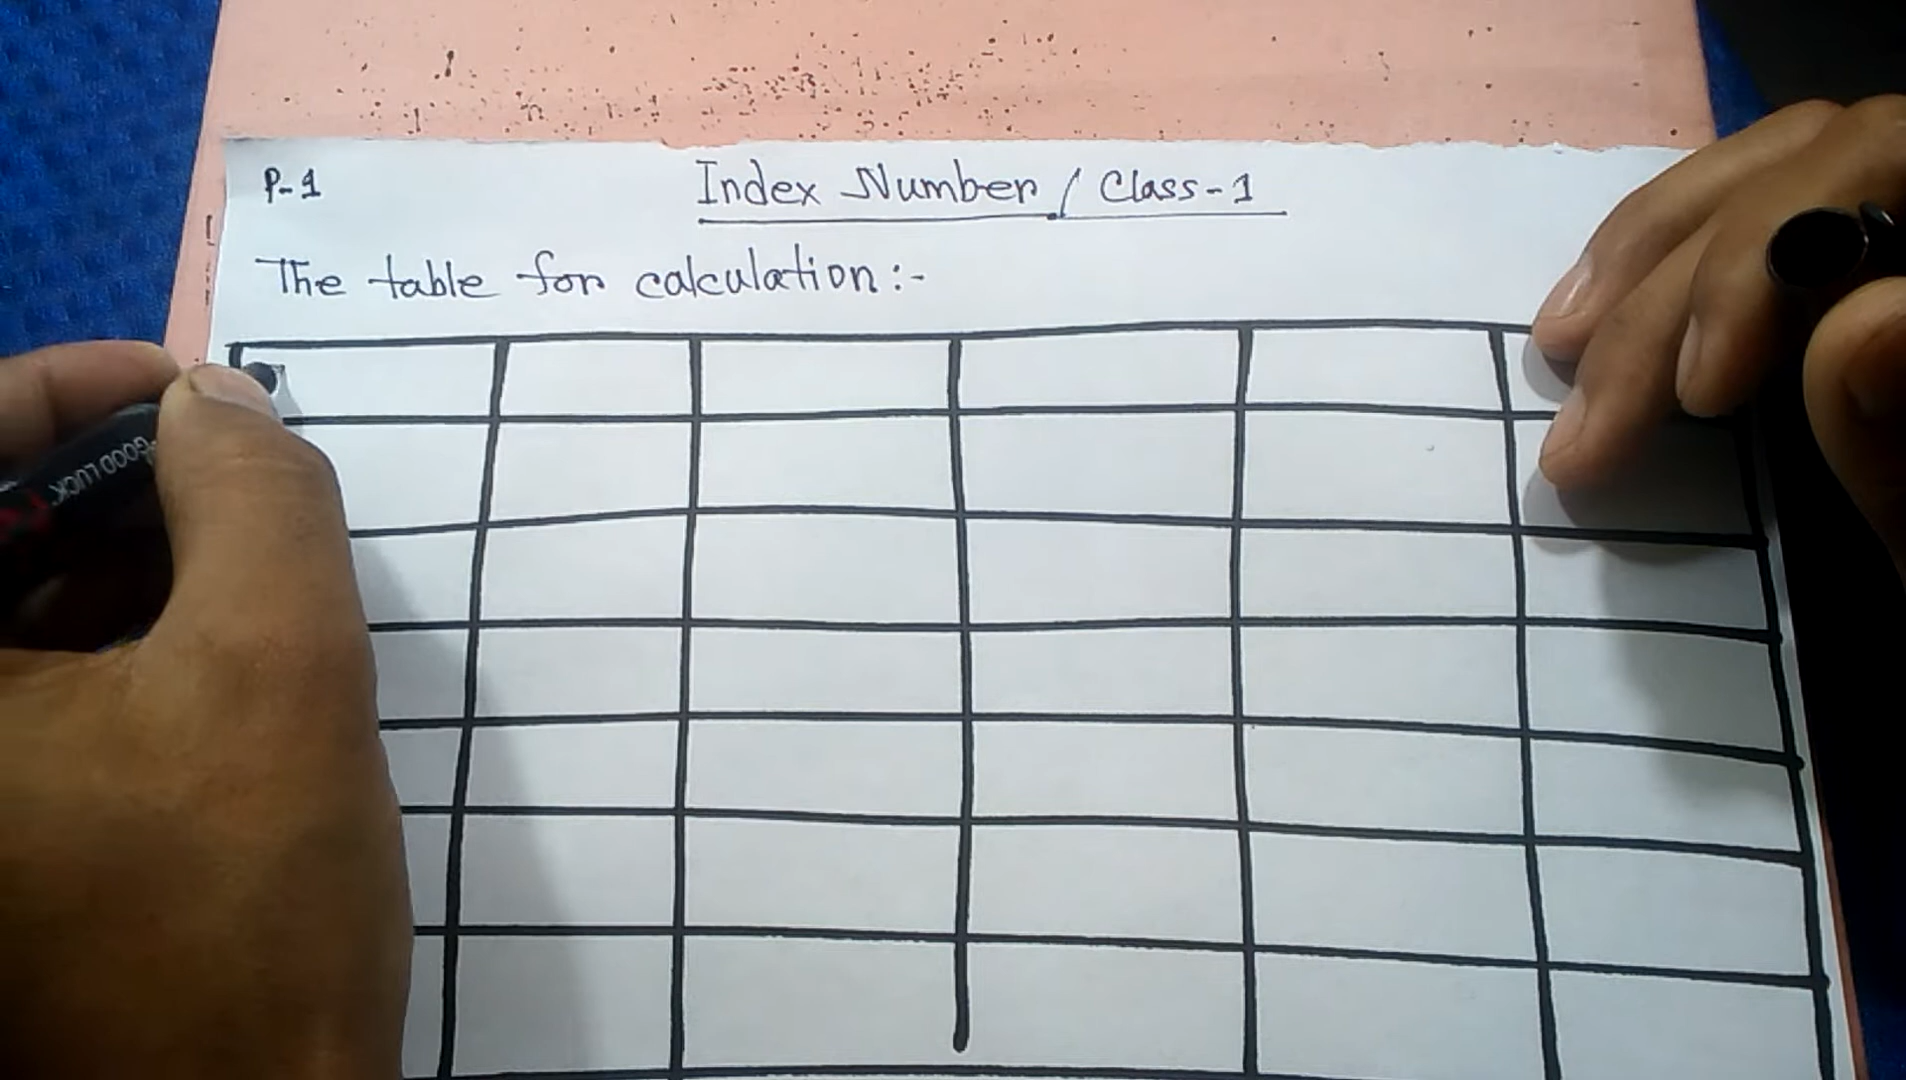 P-1
Index Number / Class-1
The table for calculation:-
GOOD LUCK